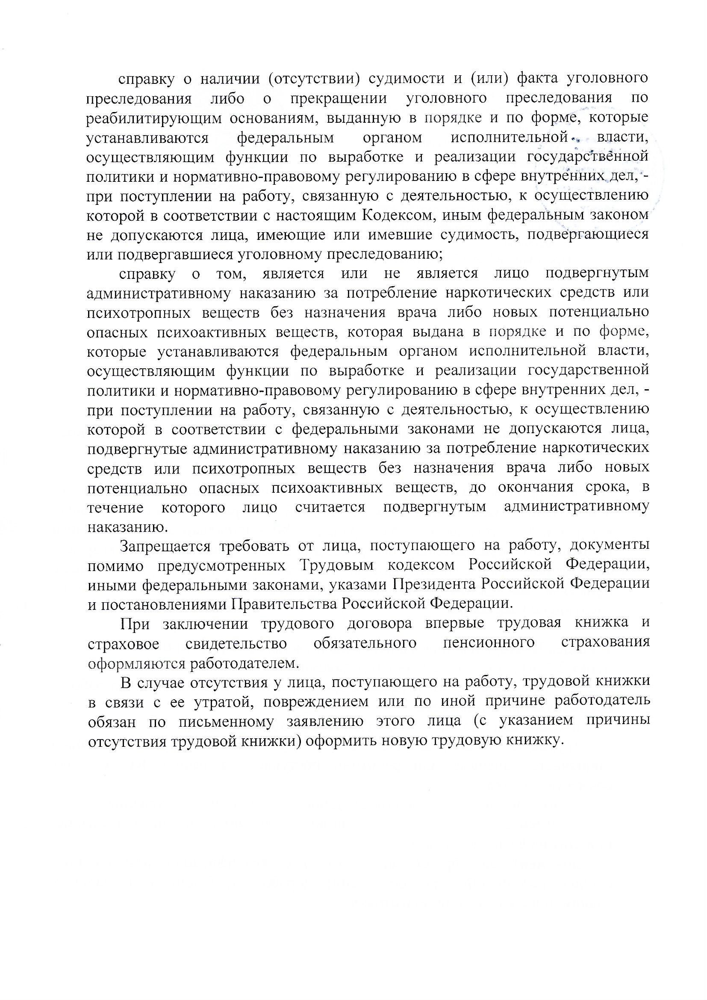 справку о наличии (отсутствии) судимости и (или) факта уголовного
преследования либо о прекращении уголовного преследования по
реабилитирующим основаниям, выданную в порядке и по форме, которые
устанавливаются федеральным органом исполнительной власти,
осуществляющим функции по выработке и реализации государственной
политики и нормативно-правовому регулированию в сфере внутренних дел, -
при поступлении на работу, связанную с деятельностью, к осуществлению
которой в соответствии с настоящим Кодексом, иным федеральным законом
не допускаются лица, имеющие или имевшие судимость, подвергающиеся
или подвергавшиеся уголовному преследованию;
справку о том, является или не является лицо подвергнутым
административному наказанию за потребление наркотических средств или
психотропных веществ без назначения врача либо новых потенциально
опасных психоактивных веществ, которая выдана в порядке и по форме,
которые устанавливаются федеральным органом исполнительной власти,
осуществляющим функции по выработке и реализации государственной
политики и нормативно-правовому регулированию в сфере внутренних дел, -
при поступлении на работу, связанную с деятельностью, к осуществлению
которой в соответствии с федеральными законами не допускаются лица,
подвергнутые административному наказанию за потребление наркотических
средств или психотропных веществ без назначения врача либо новых
потенциально опасных психоактивных веществ, до окончания срока, в
течение которого лицо считается подвергнутым административному
наказанию.
Запрещается требовать от лица, поступающего на работу, документы
помимо предусмотренных Трудовым кодексом Российской Федерации,
иными федеральными законами, указами Президента Российской Федерации
и постановлениями Правительства Российской Федерации.
При заключении трудового договора впервые трудовая книжка и
страховое свидетельство обязательного пенсионного страхования
оформляются работодателем.
В случае отсутствия у лица, поступающего на работу, трудовой книжки
в связи с ее утратой, повреждением или по иной причине работодатель
обязан по письменному заявлению этого лица (с указанием причины
отсутствия трудовой книжки) оформить новую трудовую книжку.